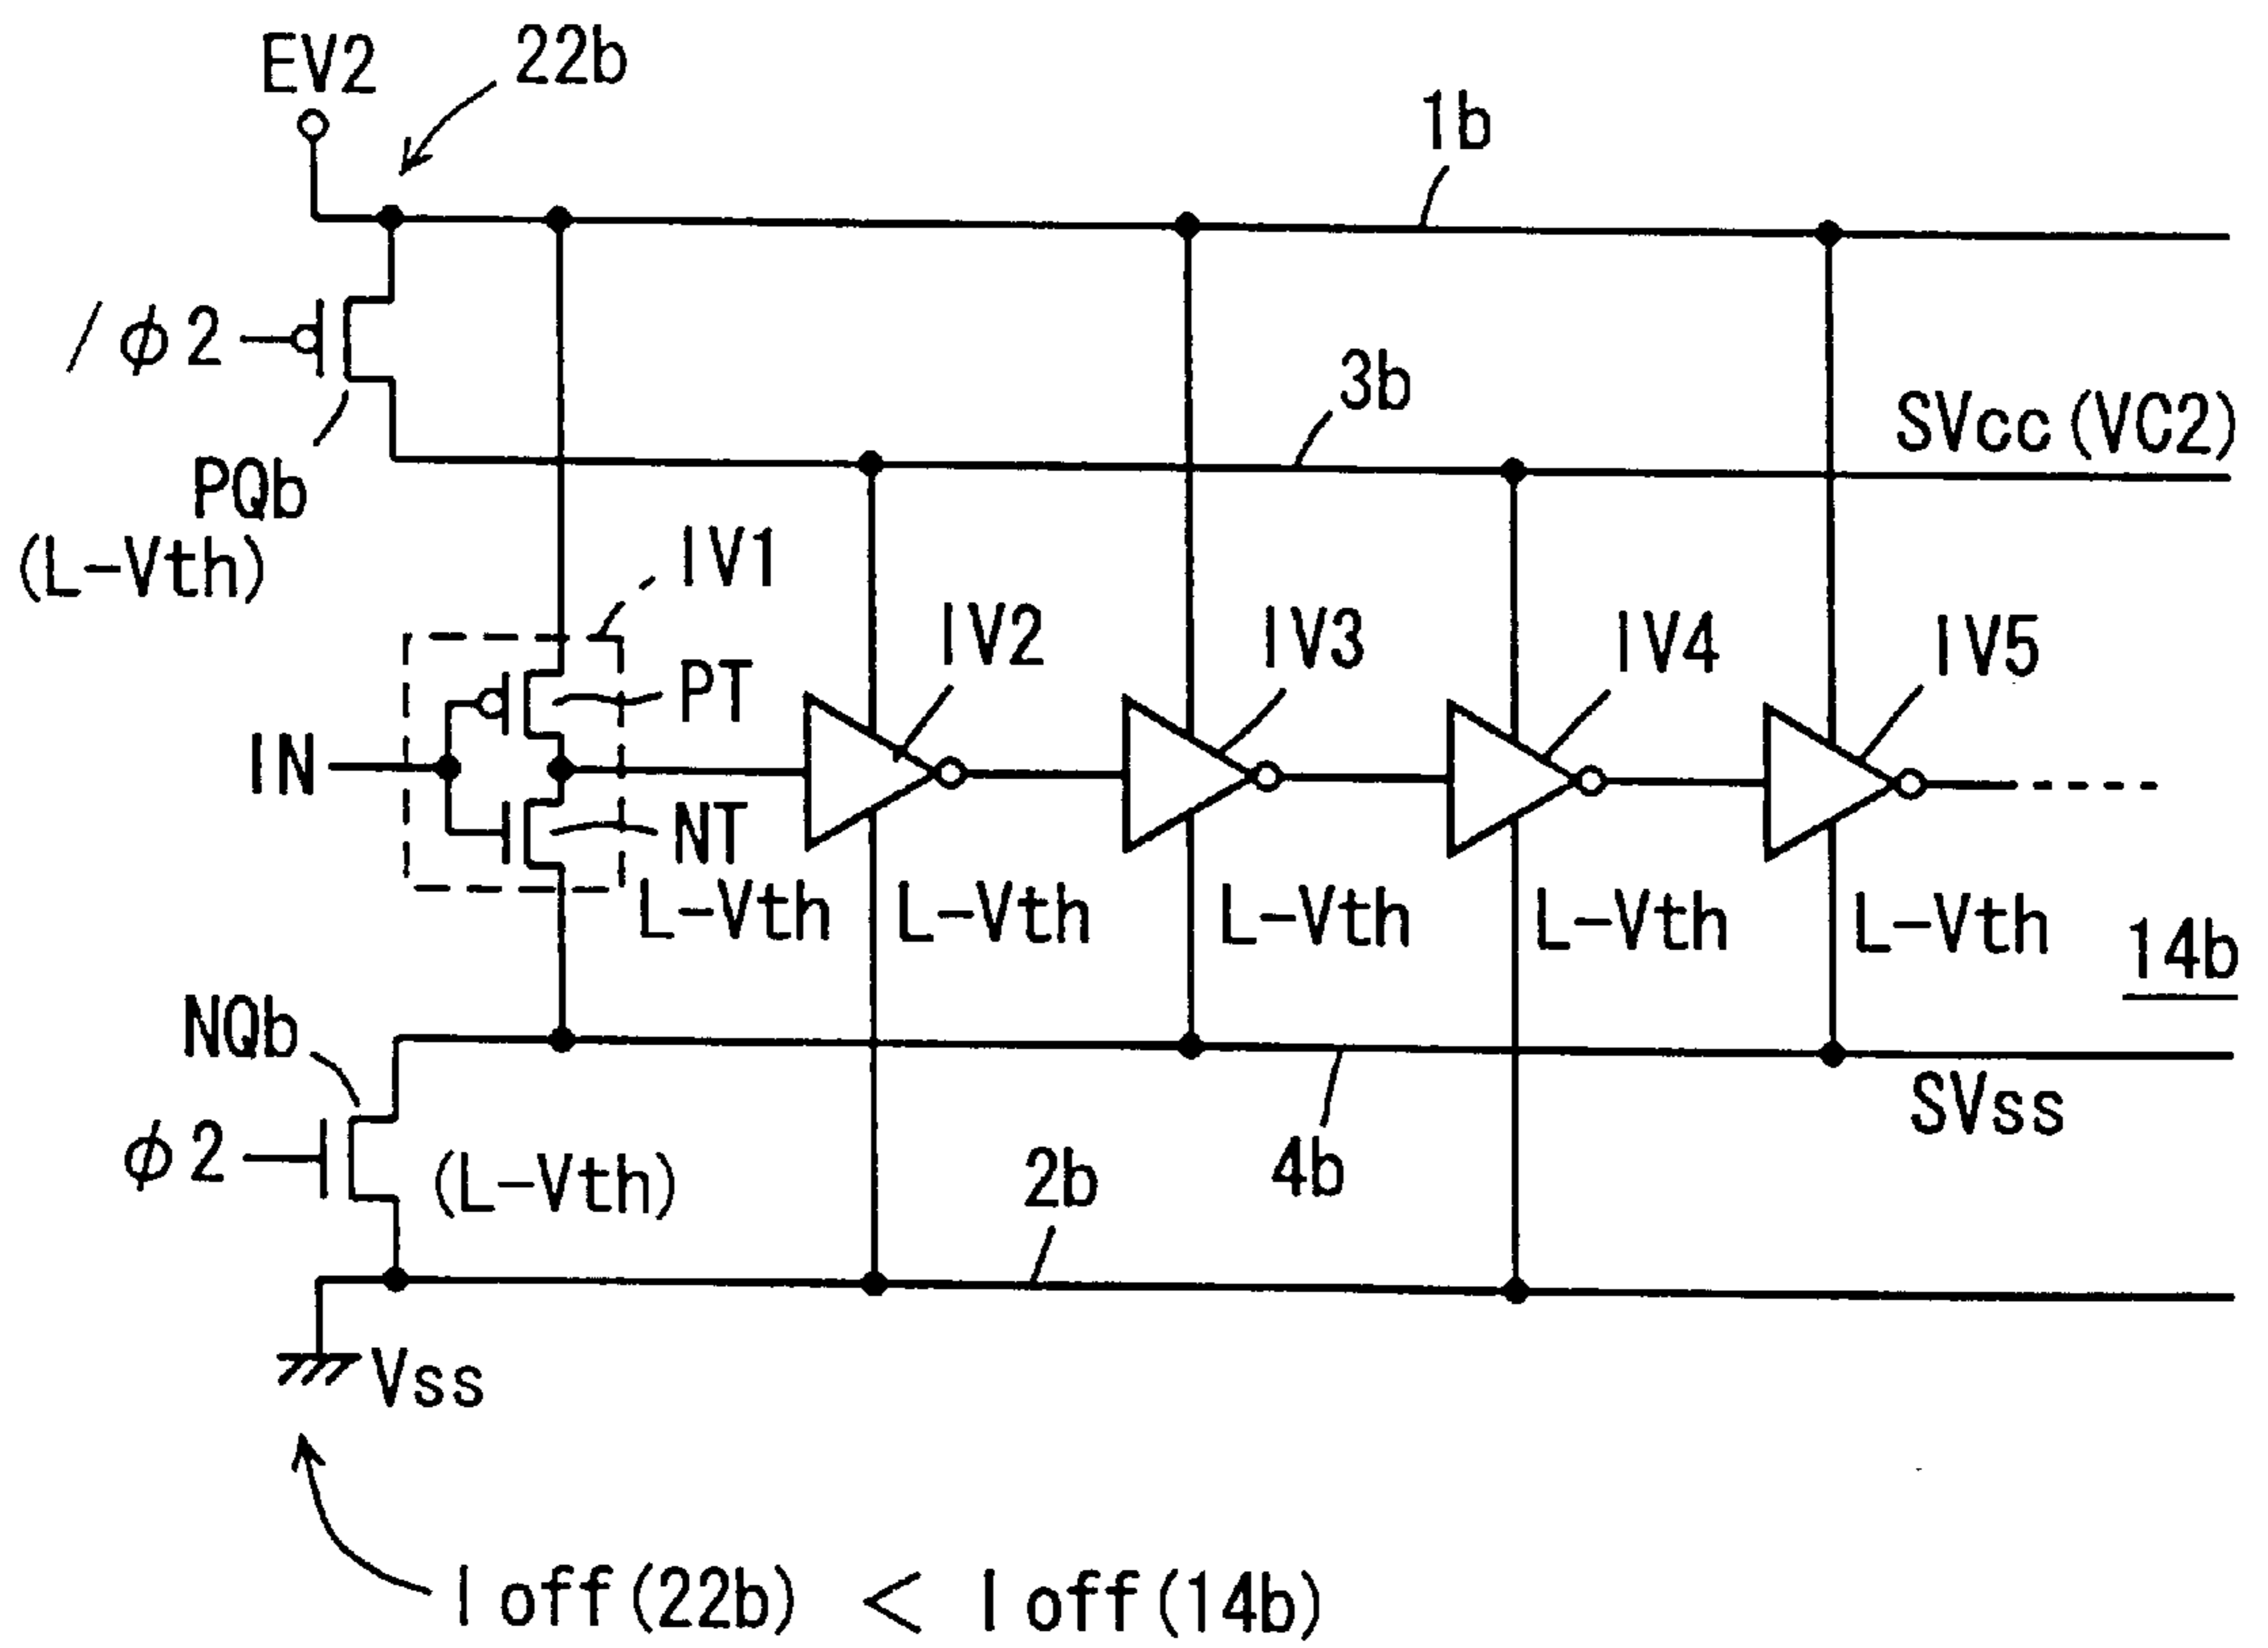 EV2
22b
1b
/φ2
3b
SVcc(VC2)
PQb
(L-Vth)
IV1
IV2
IV3
IV4
IV5
PT
IN
NT
L-Vth
L-Vth
L-Vth
L-Vth
L-Vth
14b
NQb
SVss
φ2
(L-Vth)
2b
4b
Vss
Ioff(22b) < Ioff(14b)